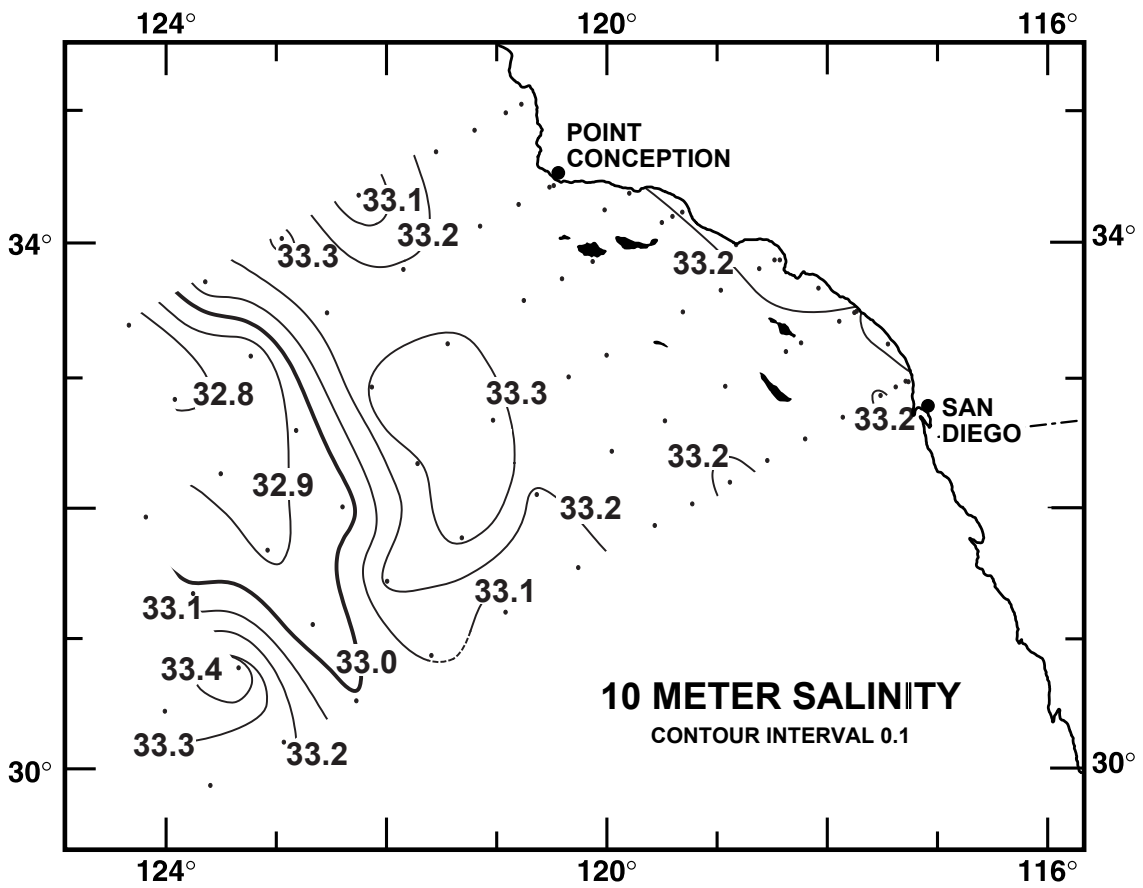 124° 120° 116°
POINT
CONCEPTION
33.1
33.2
34° 34°
33.3
33.2
32.8
33.3
33.2
SAN
DIEGO
33.2
32.9
33.2
33.1
33.1
33.0
33.4
10 METER SALINITY
CONTOUR INTERVAL 0.1
33.3
33.2
30° 30°
124° 120° 116°